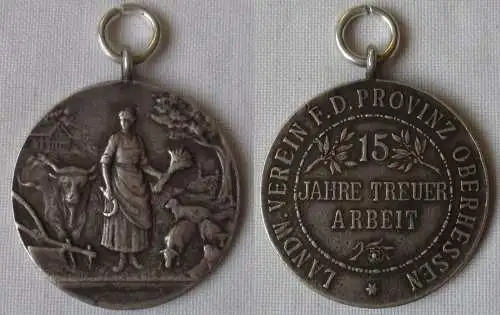 LANDW. VEREIN F. D. PROVINZ OBERHESSEN
15
JAHRE TREUER
ARBEIT